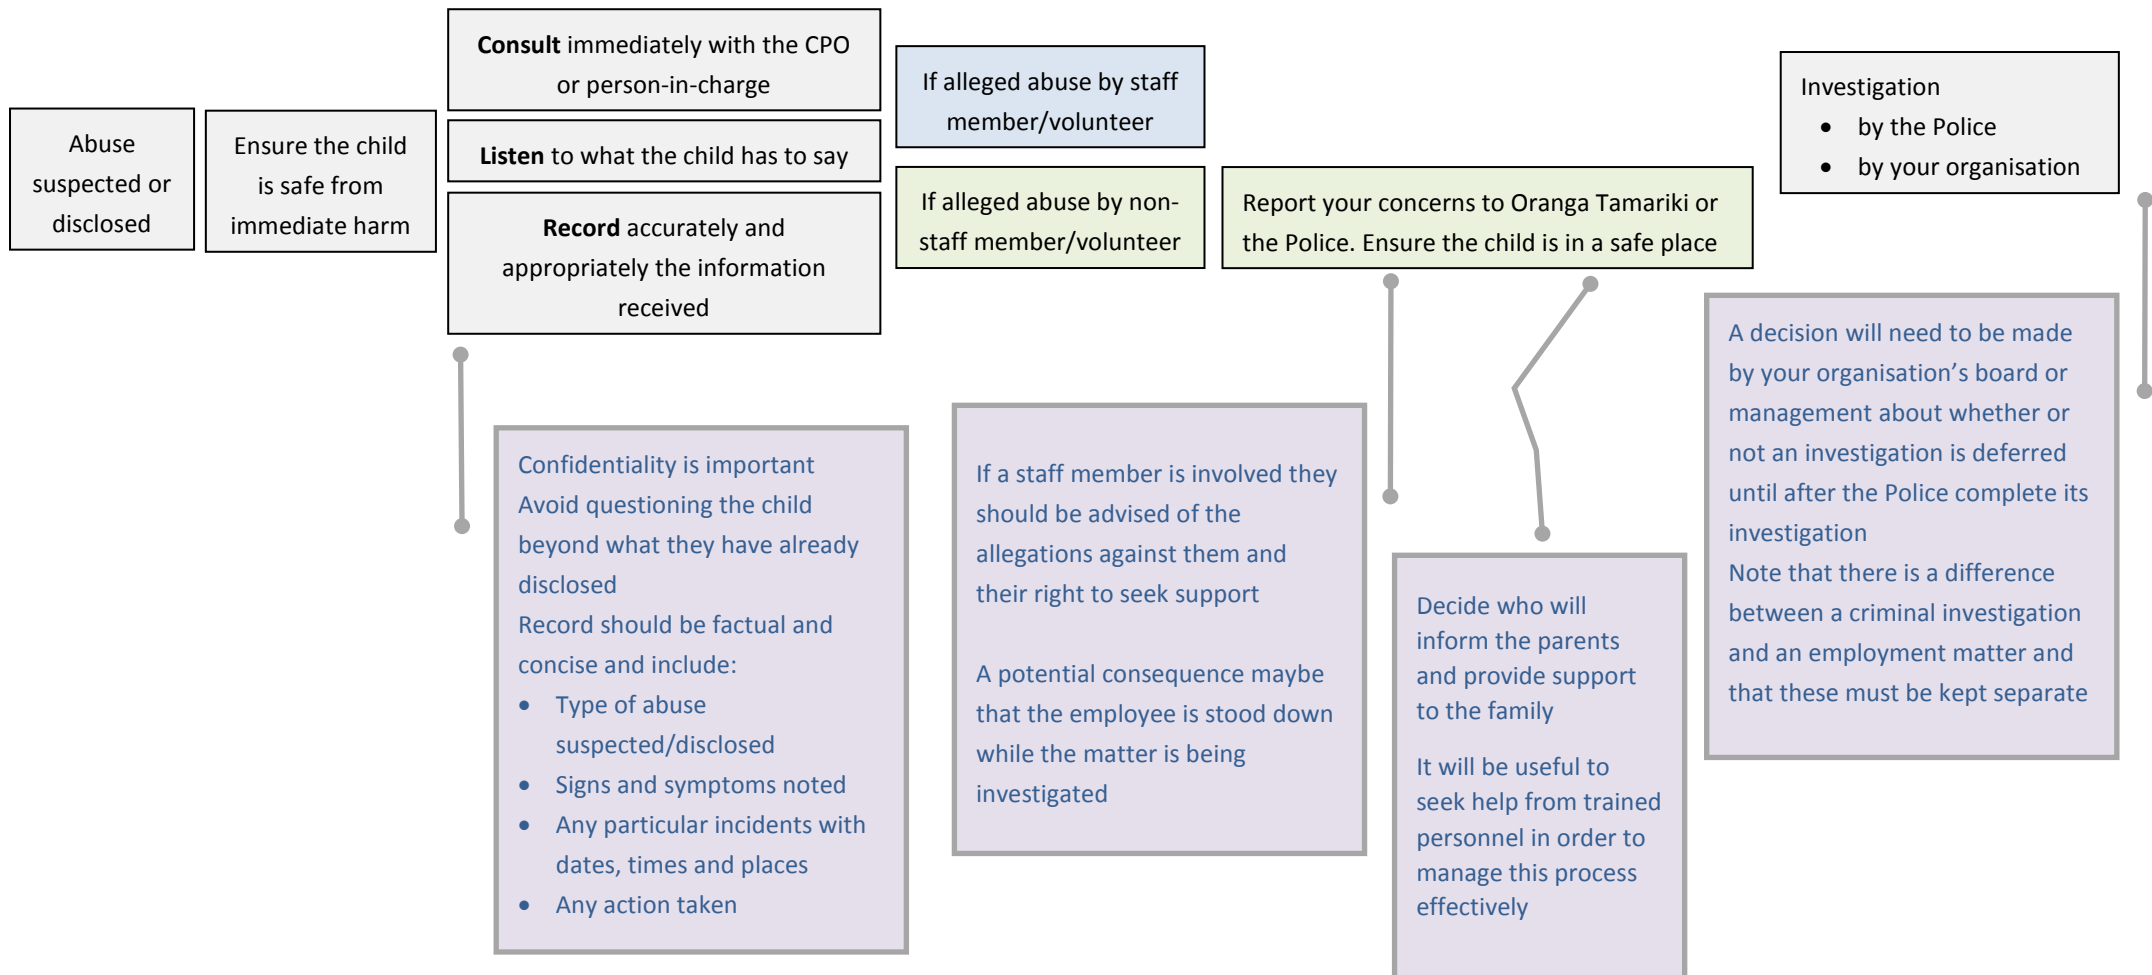 Abuse
suspected or
disclosed
Ensure the child
is safe from
immediate harm
Consult immediately with the CPO
or person-in-charge
Listen to what the child has to say
Record accurately and
appropriately the information
received
If alleged abuse by staff
member/volunteer
If alleged abuse by non-
staff member/volunteer
Report your concerns to Oranga Tamariki or
the Police. Ensure the child is in a safe place
Investigation
• by the Police
• by your organisation
Confidentiality is important
Avoid questioning the child
beyond what they have already
disclosed
Record should be factual and
concise and include:
• Type of abuse
suspected/disclosed
• Signs and symptoms noted
• Any particular incidents with
dates, times and places
• Any action taken
If a staff member is involved they
should be advised of the
allegations against them and
their right to seek support
A potential consequence maybe
that the employee is stood down
while the matter is being
investigated
Decide who will
inform the parents
and provide support
to the family
It will be useful to
seek help from trained
personnel in order to
manage this process
effectively
A decision will need to be made
by your organisation’s board or
management about whether or
not an investigation is deferred
until after the Police complete its
investigation
Note that there is a difference
between a criminal investigation
and an employment matter and
that these must be kept separate